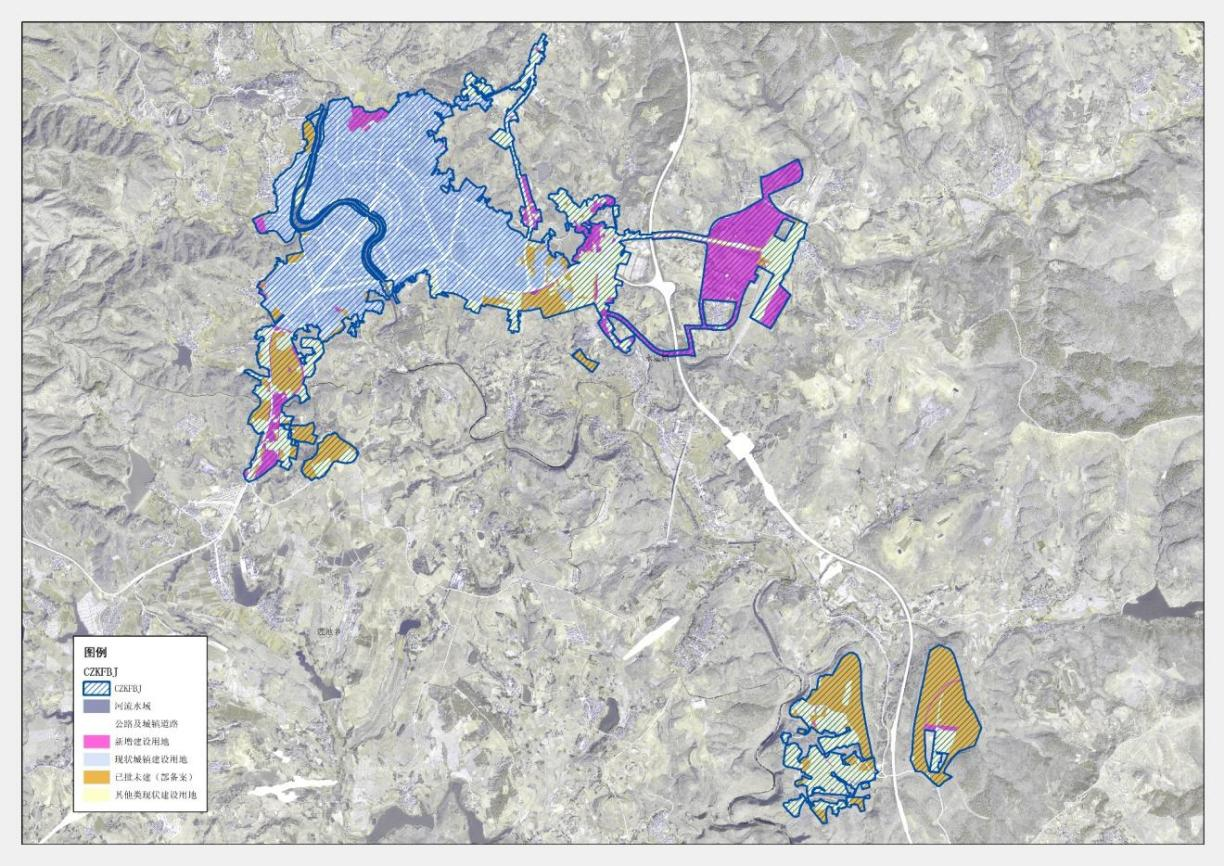 图例
CZKFBJ
CZKFBJ
河流水域
公路及城镇道路
新增建设用地
现状城镇建设用地
已批未建（部备案）
其他类现状建设用地